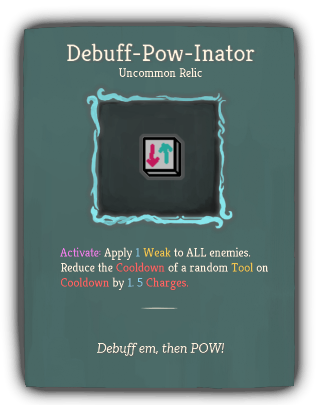 Debuff-Pow-Inator
Uncommon Relic
Activate: Apply 1 Weak to ALL enemies.
Reduce the Cooldown of a random Tool on
Cooldown by 1. 5 Charges.
Debuff em, then POW!